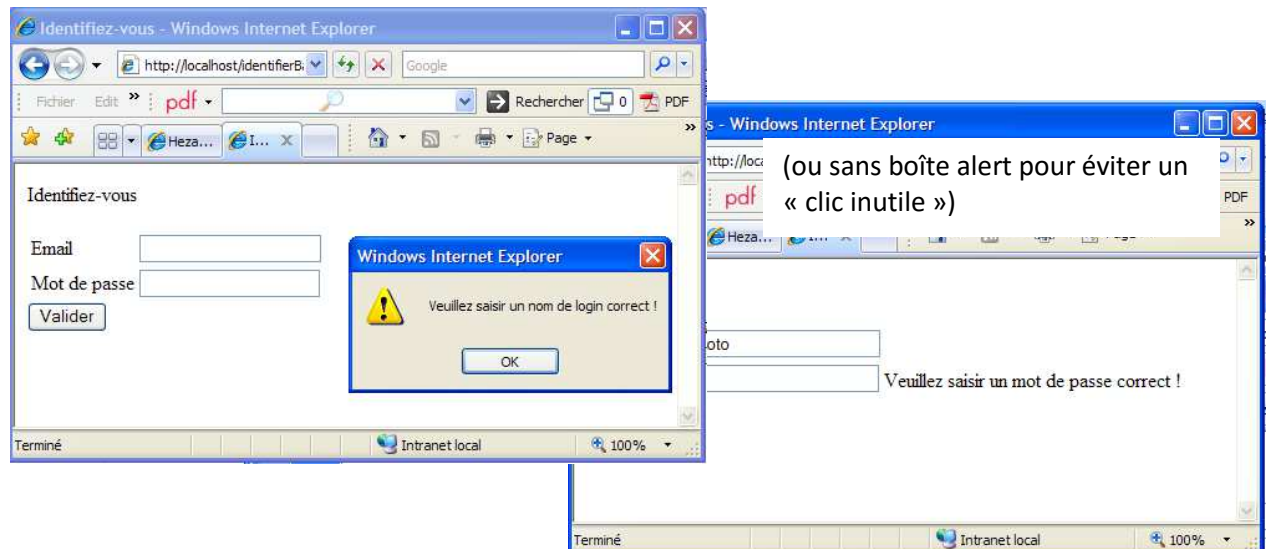 Identifiez-vous - Windows Internet Explorer
http://localhost/identifierB
Google
Fichier Edit » pdf
Rechercher 0 PDF
Heza... I... X
Page »
Identifiez-vous
Email
Mot de passe
Valider
Windows Internet Explorer
Veuillez saisir un nom de login correct !
OK
Terminé
Intranet local
100%
s - Windows Internet Explorer
http://loc
pdf
PDF
Heza...
»
(ou sans boîte alert pour éviter un
« clic inutile »)
oto
Veuillez saisir un mot de passe correct !
Terminé
Intranet local
100%